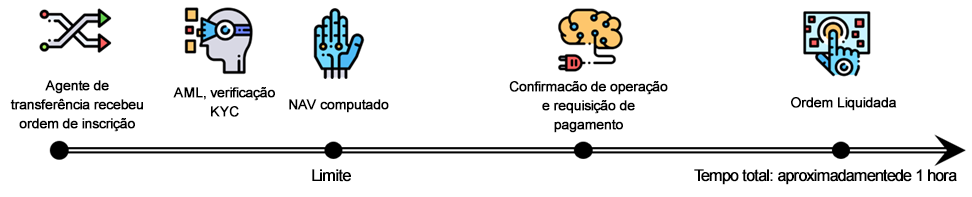 Agente de
transferência recebeu
ordem de inscrição
AML, verificação
KYC
NAV computado
Confirmacão de operação
e requisição de
pagamento
Ordem Liquidada
Limite
Tempo total: aproximadamentede 1 hora